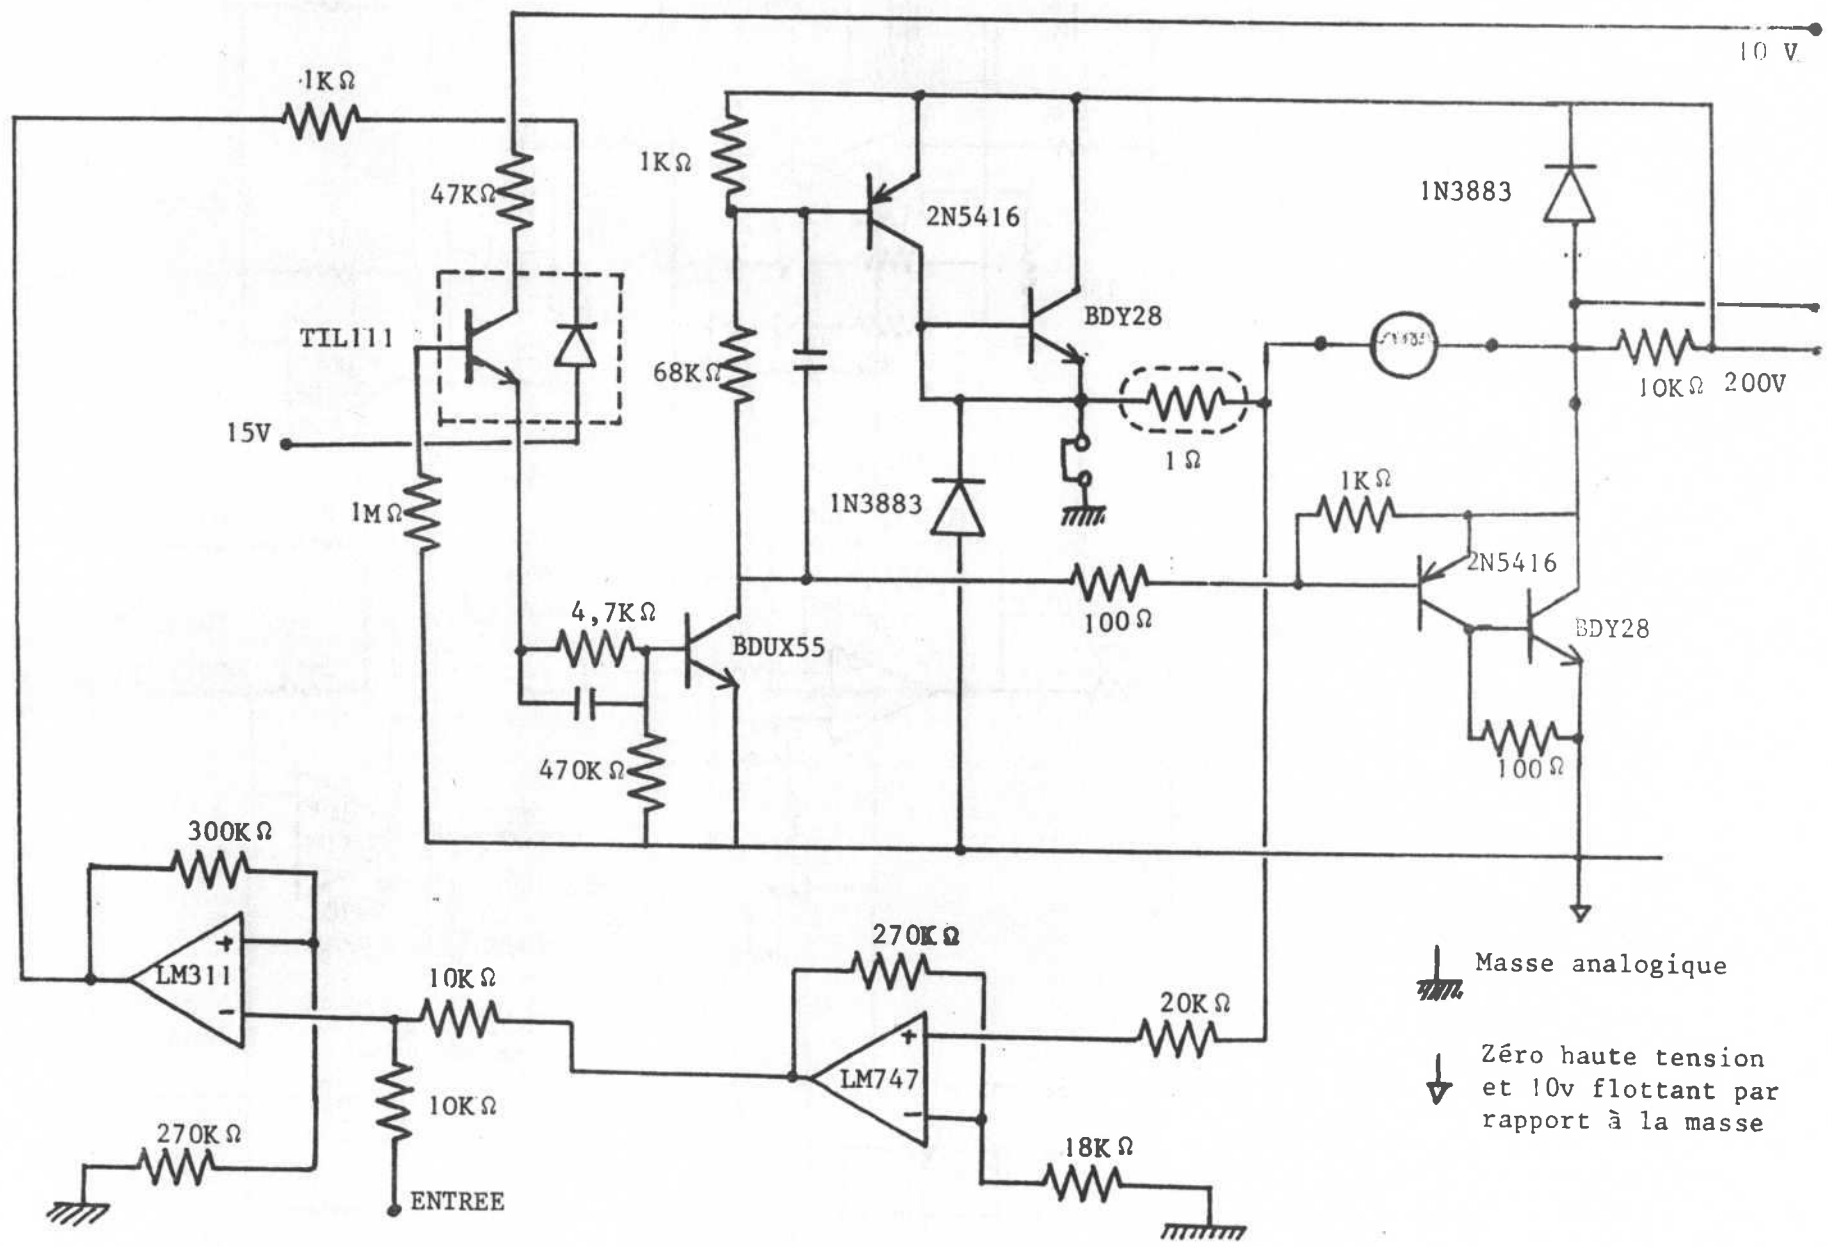 10 V.
1KΩ
47KΩ
1KΩ
2N5416
1N3883
TIL111
BDY28
68KΩ
10KΩ 200V
15V
1Ω
1MΩ
1N3883
1KΩ
2N5416
4,7KΩ
BDUX55
100Ω
BDY28
470KΩ
100Ω
300KΩ
+
LM311
-
10KΩ
270KΩ
20KΩ
+
LM747
-
10KΩ
270KΩ
18KΩ
ENTREE
Masse analogique
Zéro haute tension
et 10v flottant par
rapport à la masse